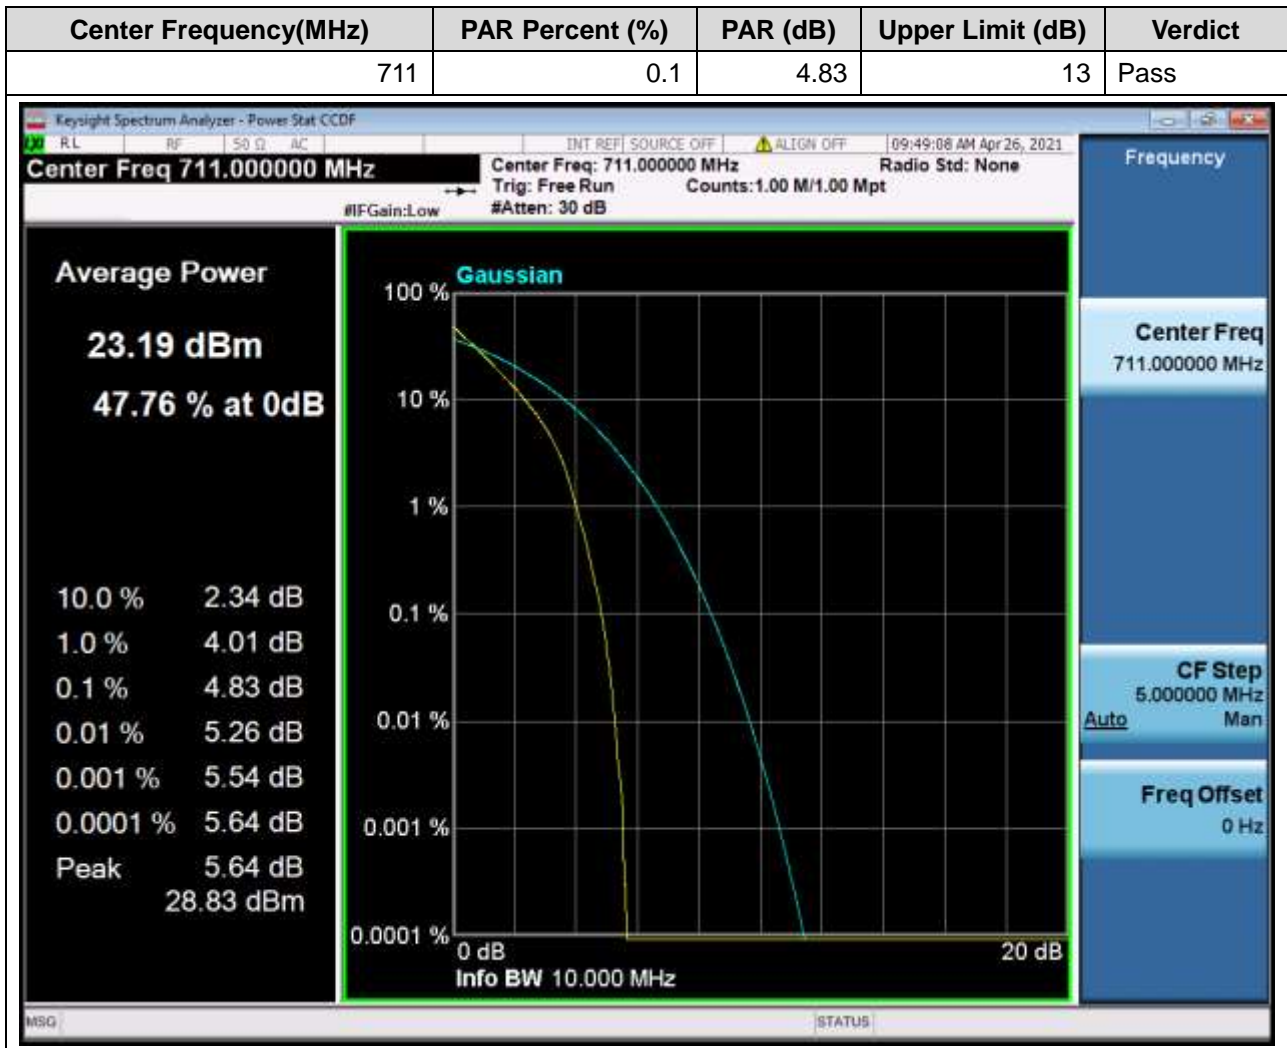 Center Frequency(MHz) PAR Percent (%) PAR (dB) Upper Limit (dB) Verdict
711 0.1 4.83 13 Pass
Keysight Spectrum Analyzer - Power Stat CCDF
RL RF 50 Ω AC INT REF SOURCE OFF ALIGN OFF 09:49:08 AM Apr 26, 2021
Center Freq 711.000000 MHz
Center Freq: 711.000000 MHz Radio Std: None
Trig: Free Run Counts:1.00 M/1.00 Mpt
#IFGain:Low #Atten: 30 dB
Frequency
Average Power
23.19 dBm
47.76 % at 0dB
10.0 % 2.34 dB
1.0 % 4.01 dB
0.1 % 4.83 dB
0.01 % 5.26 dB
0.001 % 5.54 dB
0.0001 % 5.64 dB
Peak 5.64 dB
28.83 dBm
Gaussian
100 %
10 %
1 %
0.1 %
0.01 %
0.001 %
0.0001 %
0 dB 20 dB
Info BW 10.000 MHz
Center Freq
711.000000 MHz
CF Step
5.000000 MHz
Auto Man
Freq Offset
0 Hz
MSG STATUS